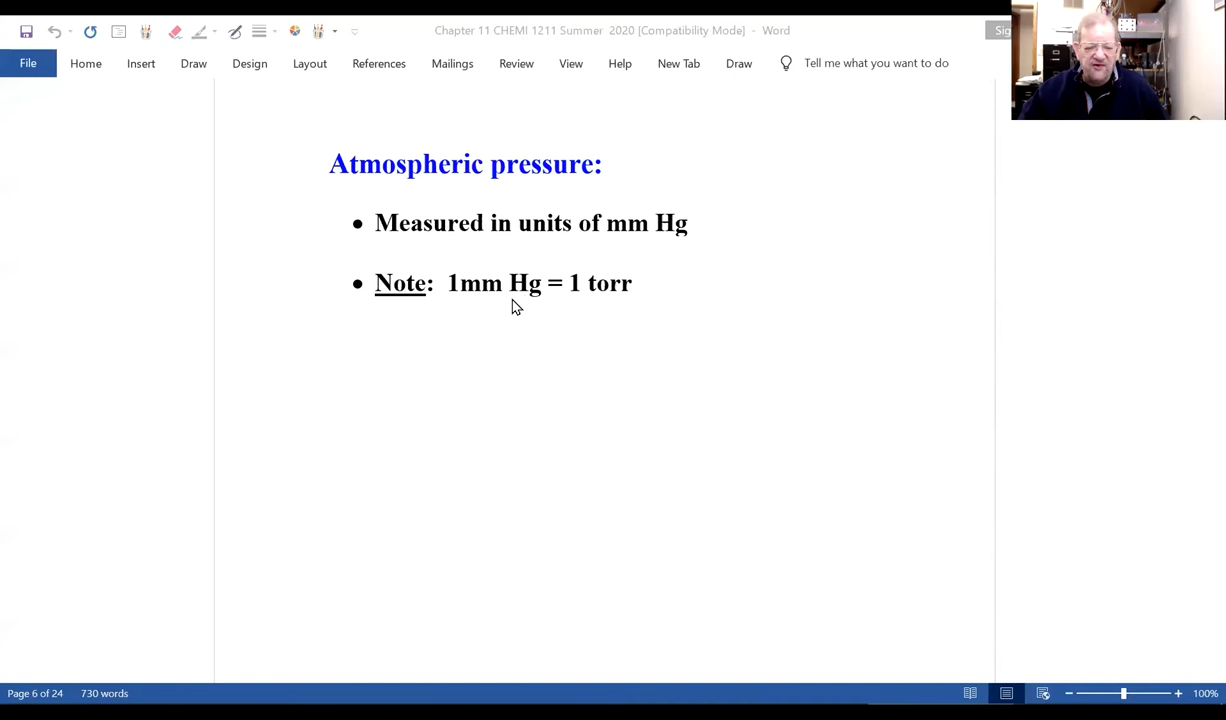 Chapter 11 CHEMI 1211 Summer 2020 [Compatibility Mode] - Word
Sig
File Home Insert Draw Design Layout References Mailings Review View Help New Tab Draw Tell me what you want to do
Atmospheric pressure:
• Measured in units of mm Hg
• Note: 1mm Hg = 1 torr
Page 6 of 24 730 words
100%